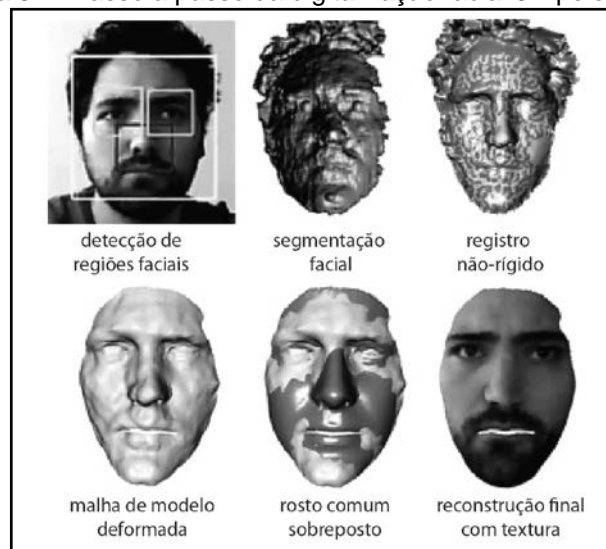 detecção de
regiões faciais
segmentação
facial
registro
não-rígido
malha de modelo
deformada
rosto comum
sobreposto
reconstrução final
com textura